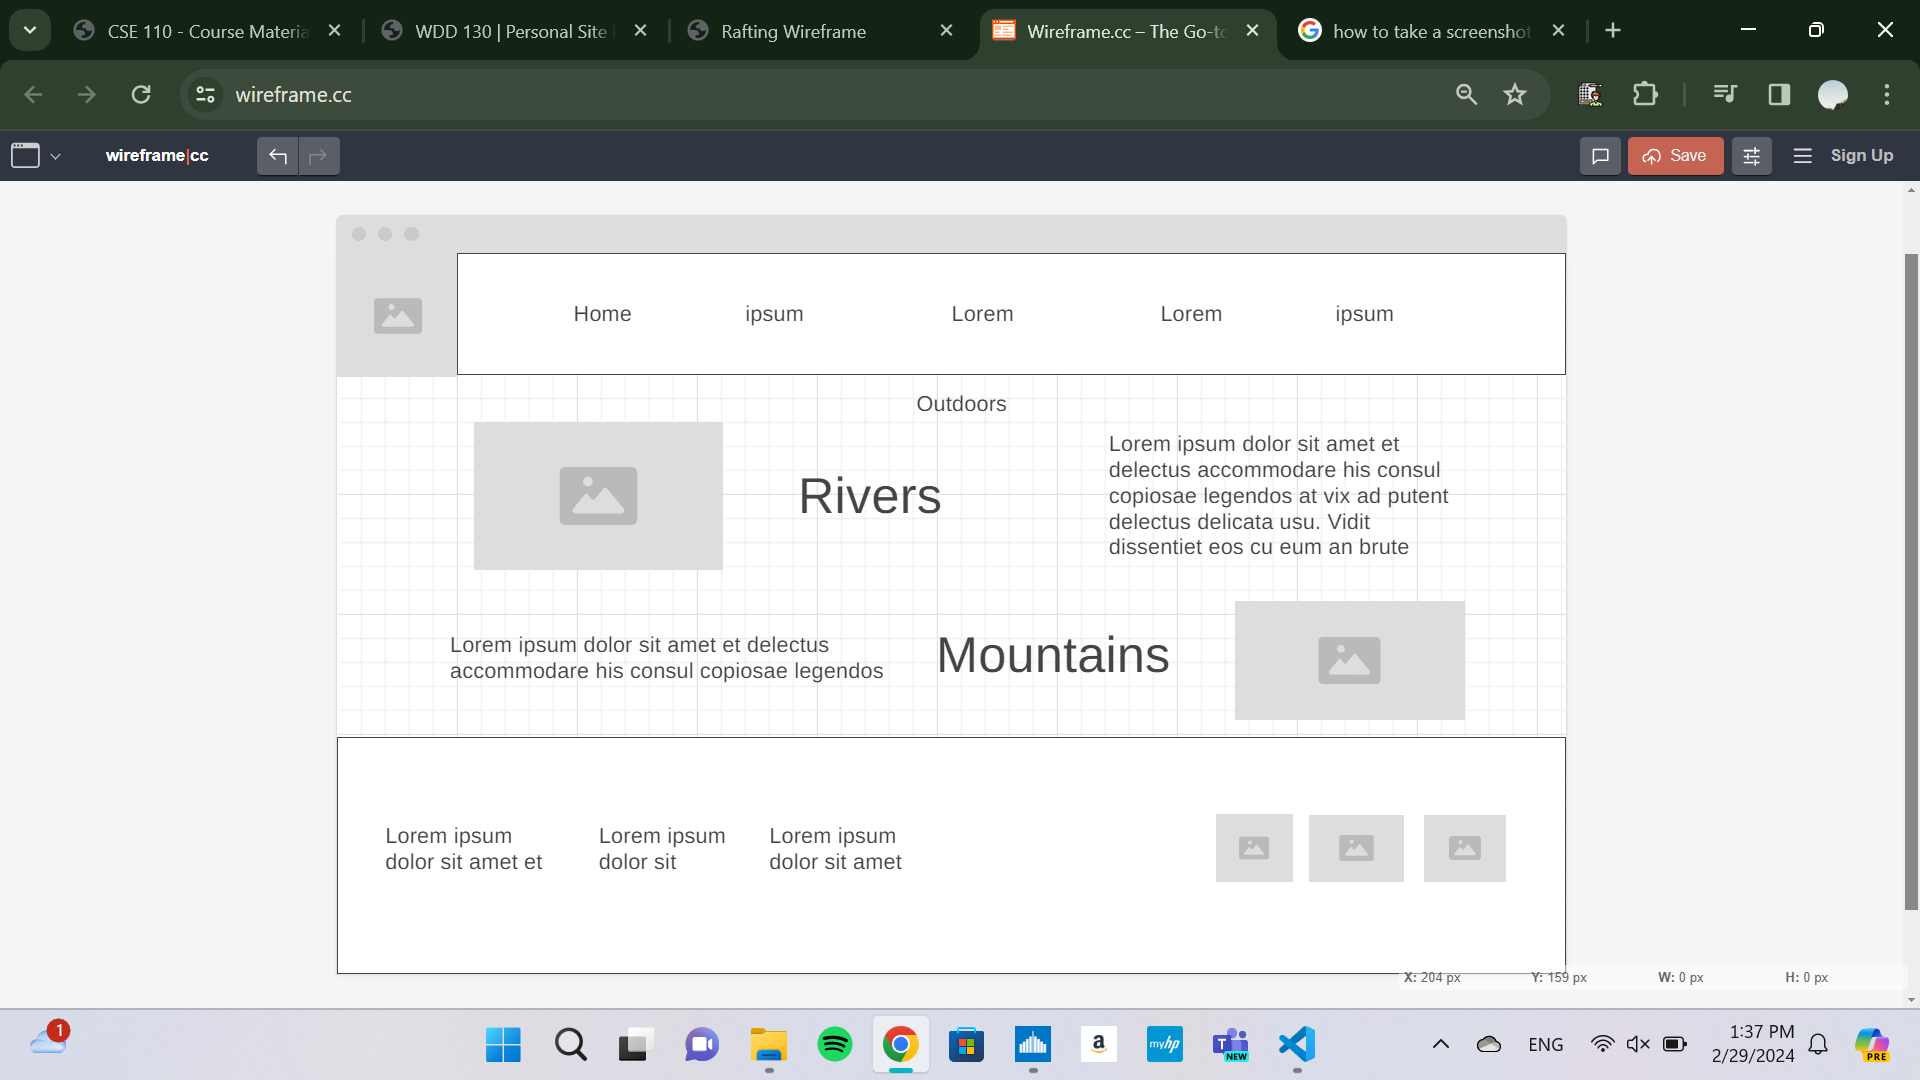 CSE 110 - Course Materia
WDD 130 | Personal Site
Rafting Wireframe
Wireframe.cc – The Go-to
how to take a screenshot
wireframe.cc
wireframe|cc
Save
Sign Up
Home ipsum Lorem Lorem ipsum
Outdoors
Rivers
Lorem ipsum dolor sit amet et
delectus accommodare his consul
copiosae legendos at vix ad putent
delectus delicata usu. Vidit
dissentiet eos cu eum an brute
Lorem ipsum dolor sit amet et delectus
accommodare his consul copiosae legendos
Mountains
Lorem ipsum
dolor sit amet et
Lorem ipsum
dolor sit
Lorem ipsum
dolor sit amet
X: 204 px Y: 159 px W: 0 px H: 0 px
1
a
my hp
NEW
ENG
1:37 PM
2/29/2024
PRE